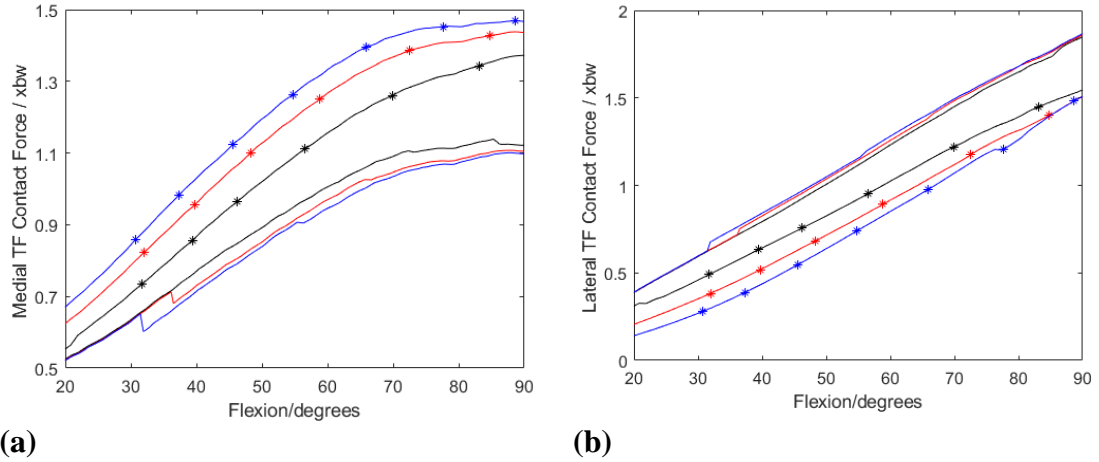 1.5
1.3
1.1
0.9
0.7
0.5
Medial TF Contact Force / xbw
20 30 40 50 60 70 80 90
Flexion/degrees
(a)
2
1.5
1
0.5
0
Lateral TF Contact Force / xbw
20 30 40 50 60 70 80 90
Flexion/degrees
(b)